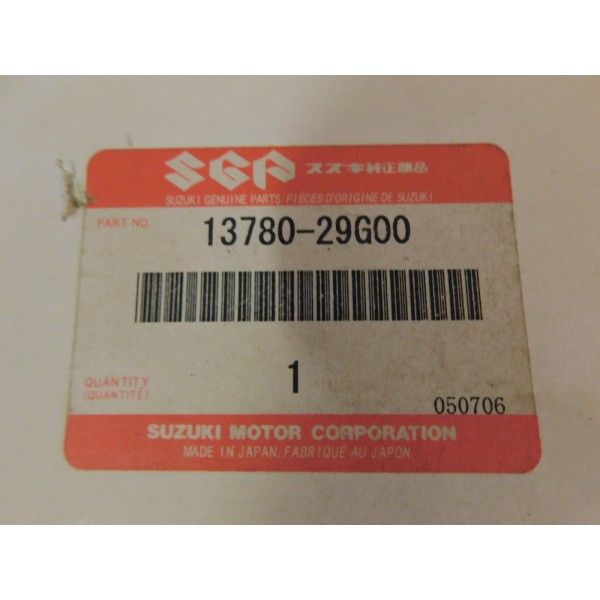 SGP スズキ純正部品
SUZUKI GENUINE PARTS/PIECES D'ORIGINE DE SUZUKI
PART NO. 13780-29G00
QUANTITY 1
(QUANTITÉ)
050706
SUZUKI MOTOR CORPORATION
MADE IN JAPAN/FABRIQUÉ AU JAPON